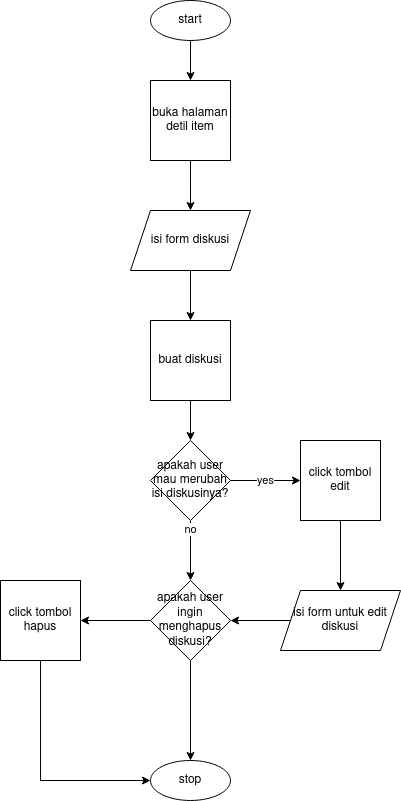 start
buka halaman
detil item
isi form diskusi
buat diskusi
apakah user
mau merubah
isi diskusinya?
yes
click tombol
edit
no
isi form untuk edit
diskusi
apakah user
ingin
menghapus
diskusi?
click tombol
hapus
stop